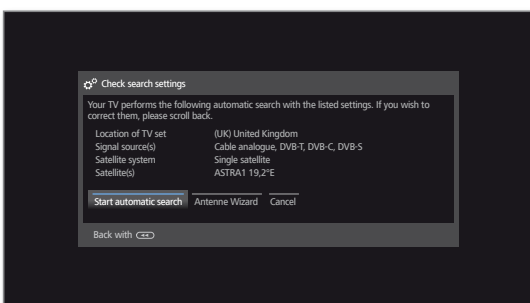 Check search settings
Your TV performs the following automatic search with the listed settings. If you wish to
correct them, please scroll back.
Location of TV set (UK) United Kingdom
Signal source(s) Cable analogue, DVB-T, DVB-C, DVB-S
Satellite system Single satellite
Satellite(s) ASTRA1 19,2°E
Start automatic search Antenne Wizard Cancel
Back with